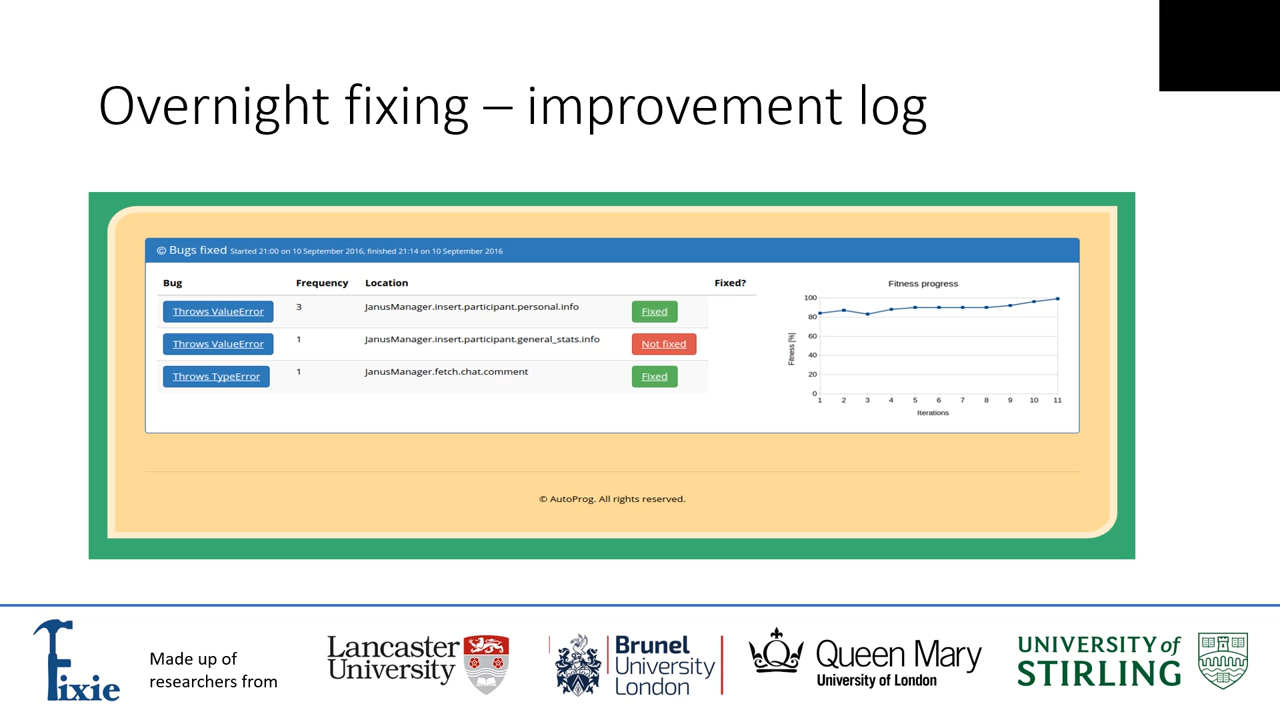 Overnight fixing – improvement log
© Bugs fixed Started 21:00 on 10 September 2016, finished 21:14 on 10 September 2016
Bug Frequency Location Fixed?
Throws ValueError 3 JanusManager.insert.participant.personal.info Fixed
Throws ValueError 1 JanusManager.insert.participant.general_stats.info Not fixed
Throws TypeError 1 JanusManager.fetch.chat.comment Fixed
Fitness progress
Fitness [%]
100
80
60
40
20
0
1 2 3 4 5 6 7 8 9 10 11
Iterations
© AutoProg. All rights reserved.
Fixie
Made up of
researchers from
Lancaster
University
Brunel
University
London
Queen Mary
University of London
UNIVERSITY of
STIRLING